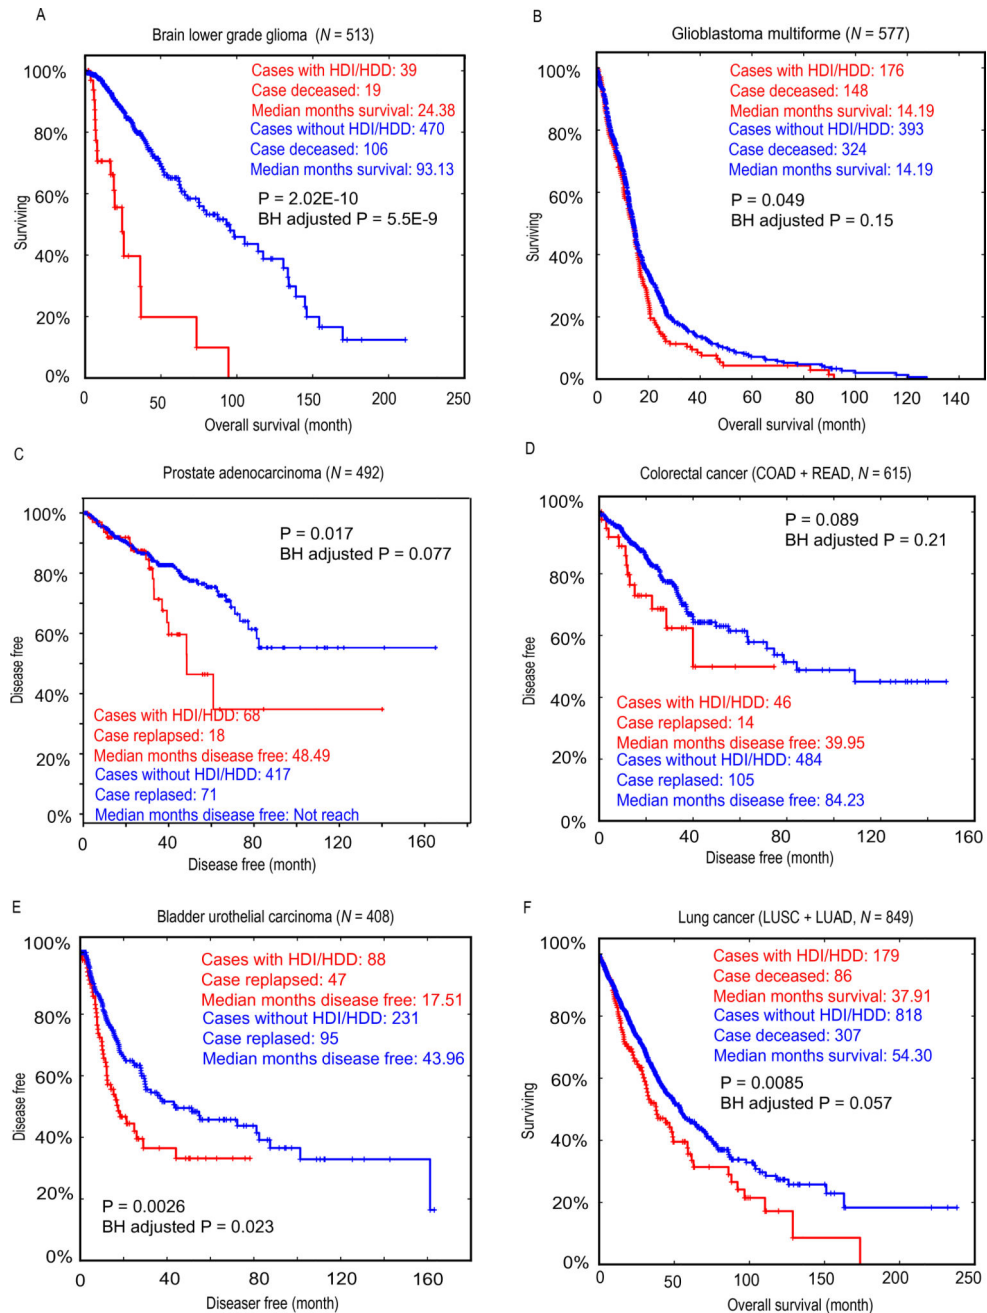 A
Brain lower grade glioma (N = 513)
100%
80%
60%
40%
20%
0%
Surviving
Cases with HDI/HDD: 39
Case deceased: 19
Median months survival: 24.38
Cases without HDI/HDD: 470
Case deceased: 106
Median months survival: 93.13
P = 2.02E-10
BH adjusted P = 5.5E-9
0 50 100 150 200 250
Overall survival (month)
B
Glioblastoma multiforme (N = 577)
100%
80%
60%
40%
20%
0%
Surviving
Cases with HDI/HDD: 176
Case deceased: 148
Median months survival: 14.19
Cases without HDI/HDD: 393
Case deceased: 324
Median months survival: 14.19
P = 0.049
BH adjusted P = 0.15
0 20 40 60 80 100 120 140
Overall survival (month)
C
Prostate adenocarcinoma (N = 492)
100%
80%
60%
40%
20%
0%
Disease free
P = 0.017
BH adjusted P = 0.077
Cases with HDI/HDD: 68
Case replapsed: 18
Median months disease free: 48.49
Cases without HDI/HDD: 417
Case replased: 71
Median months disease free: Not reach
0 40 80 120 160
Disease free (month)
D
Colorectal cancer (COAD + READ, N = 615)
100%
80%
60%
40%
20%
0%
Disease free
P = 0.089
BH adjusted P = 0.21
Cases with HDI/HDD: 46
Case replapsed: 14
Median months disease free: 39.95
Cases without HDI/HDD: 484
Case replased: 105
Median months disease free: 84.23
0 40 80 120 160
Disease free (month)
E
Bladder urothelial carcinoma (N = 408)
100%
80%
60%
40%
20%
0%
Disease free
Cases with HDI/HDD: 88
Case replapsed: 47
Median months disease free: 17.51
Cases without HDI/HDD: 231
Case replased: 95
Median months disease free: 43.96
P = 0.0026
BH adjusted P = 0.023
0 40 80 120 160
Diseaser free (month)
F
Lung cancer (LUSC + LUAD, N = 849)
100%
80%
60%
40%
20%
0%
Surviving
Cases with HDI/HDD: 179
Case deceased: 86
Median months survival: 37.91
Cases without HDI/HDD: 818
Case deceased: 307
Median months survival: 54.30
P = 0.0085
BH adjusted P = 0.057
0 50 100 150 200 250
Overall survival (month)